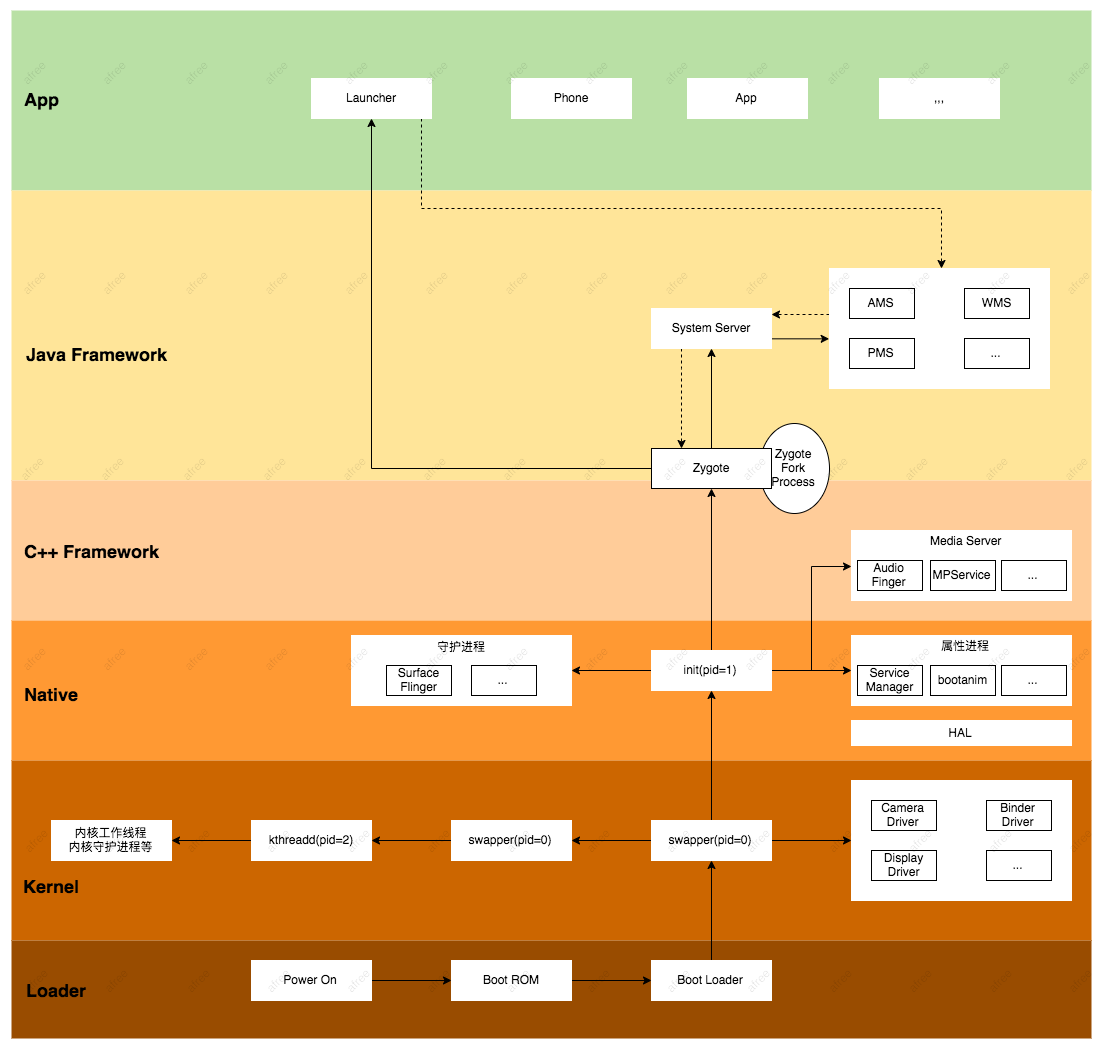 App
Launcher
Phone
App
,,,
Java Framework
System Server
AMS
WMS
PMS
...
Zygote
Zygote
Fork
Process
C++ Framework
Media Server
Audio
Finger
MPService
...
Native
守护进程
Surface
Flinger
...
init(pid=1)
属性进程
Service
Manager
bootanim
...
HAL
Kernel
内核工作线程
内核守护进程等
kthreadd(pid=2)
swapper(pid=0)
swapper(pid=0)
Camera
Driver
Binder
Driver
Display
Driver
...
Loader
Power On
Boot ROM
Boot Loader
afree